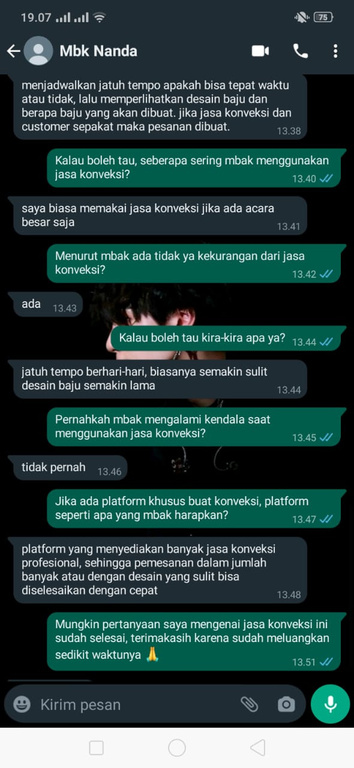 19.07
75
Mbk Nanda
menjadwalkan jatuh tempo apakah bisa tepat waktu
atau tidak, lalu memperlihatkan desain baju dan
berapa baju yang akan dibuat. jika jasa konveksi dan
customer sepakat maka pesanan dibuat.
13.38
Kalau boleh tau, seberapa sering mbak menggunakan
jasa konveksi?
13.40
saya biasa memakai jasa konveksi jika ada acara
besar saja
13.41
Menurut mbak ada tidak ya kekurangan dari jasa
konveksi?
13.42
ada
13.43
Kalau boleh tau kira-kira apa ya?
13.44
jatuh tempo berhari-hari, biasanya semakin sulit
desain baju semakin lama
13.44
Pernahkah mbak mengalami kendala saat
menggunakan jasa konveksi?
13.45
tidak pernah
13.46
Jika ada platform khusus buat konveksi, platform
seperti apa yang mbak harapkan?
13.47
platform yang menyediakan banyak jasa konveksi
profesional, sehingga pemesanan dalam jumlah
banyak atau dengan desain yang sulit bisa
diselesaikan dengan cepat
13.48
Mungkin pertanyaan saya mengenai jasa konveksi ini
sudah selesai, terimakasih karena sudah meluangkan
sedikit waktunya 🙏
13.51
Kirim pesan